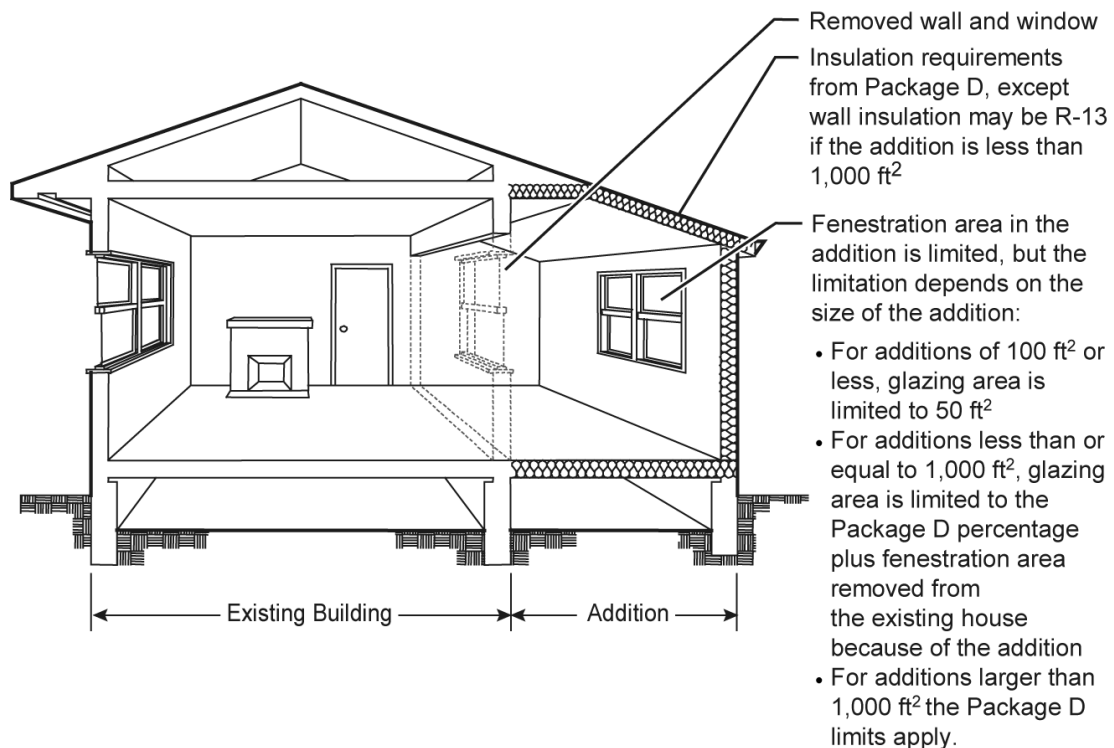 Removed wall and window
Insulation requirements
from Package D, except
wall insulation may be R-13
if the addition is less than
1,000 ft²
Fenestration area in the
addition is limited, but the
limitation depends on the
size of the addition:
• For additions of 100 ft² or
less, glazing area is
limited to 50 ft²
• For additions less than or
equal to 1,000 ft², glazing
area is limited to the
Package D percentage
plus fenestration area
removed from
the existing house
because of the addition
• For additions larger than
1,000 ft² the Package D
limits apply.
Existing Building
Addition